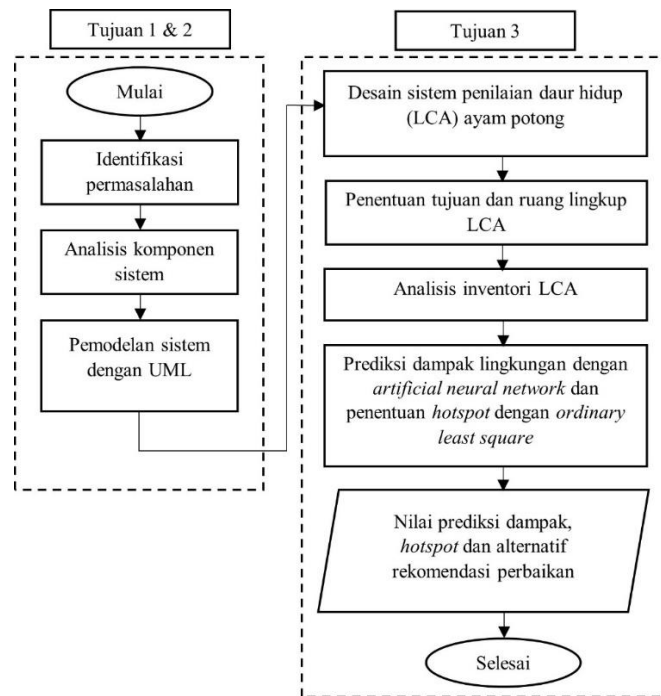 Tujuan 1 & 2
Mulai
Identifikasi
permasalahan
Analisis komponen
sistem
Pemodelan sistem
dengan UML
Tujuan 3
Desain sistem penilaian daur hidup
(LCA) ayam potong
Penentuan tujuan dan ruang lingkup
LCA
Analisis inventori LCA
Prediksi dampak lingkungan dengan
artificial neural network dan
penentuan hotspot dengan ordinary
least square
Nilai prediksi dampak,
hotspot dan alternatif
rekomendasi perbaikan
Selesai